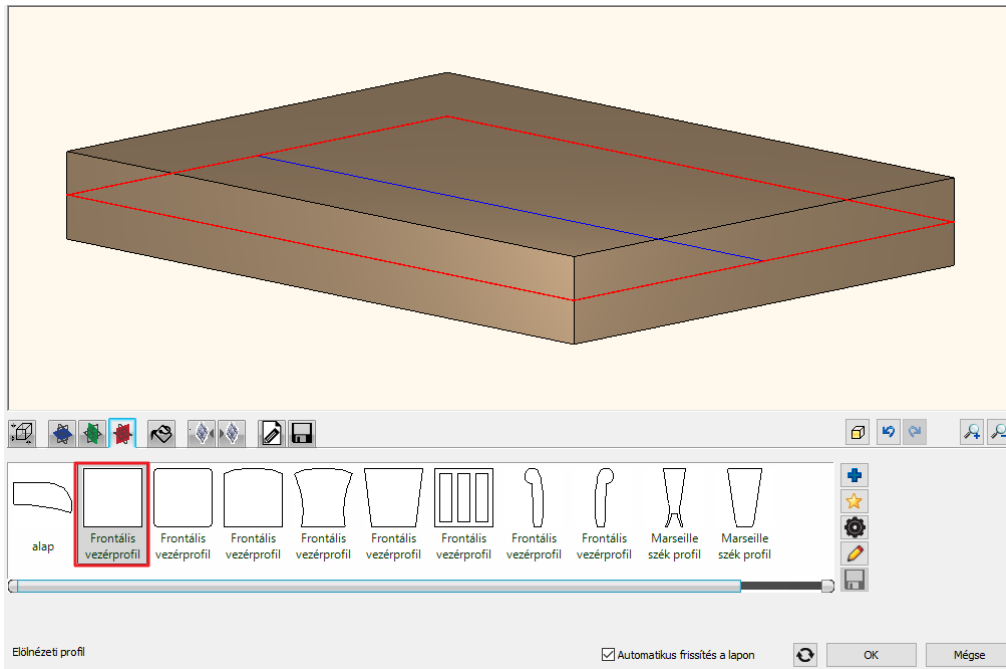 alap
Frontális
vezérprofil
Frontális
vezérprofil
Frontális
vezérprofil
Frontális
vezérprofil
Frontális
vezérprofil
Frontális
vezérprofil
Frontális
vezérprofil
Frontális
vezérprofil
Marseille
szék profil
Marseille
szék profil
Elölnézeti profil
Automatikus frissítés a lapon
OK
Mégse